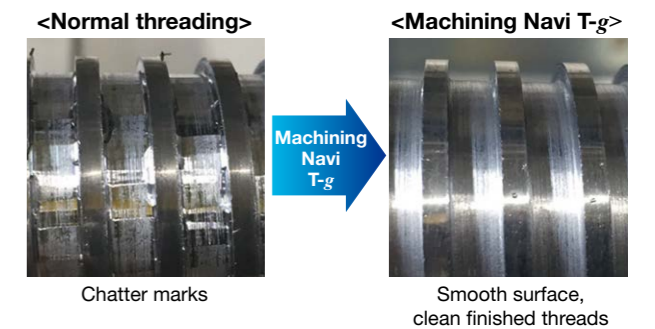 <Normal threading>
<Machining Navi T-g>
Machining
Navi
T-g
Chatter marks
Smooth surface,
clean finished threads